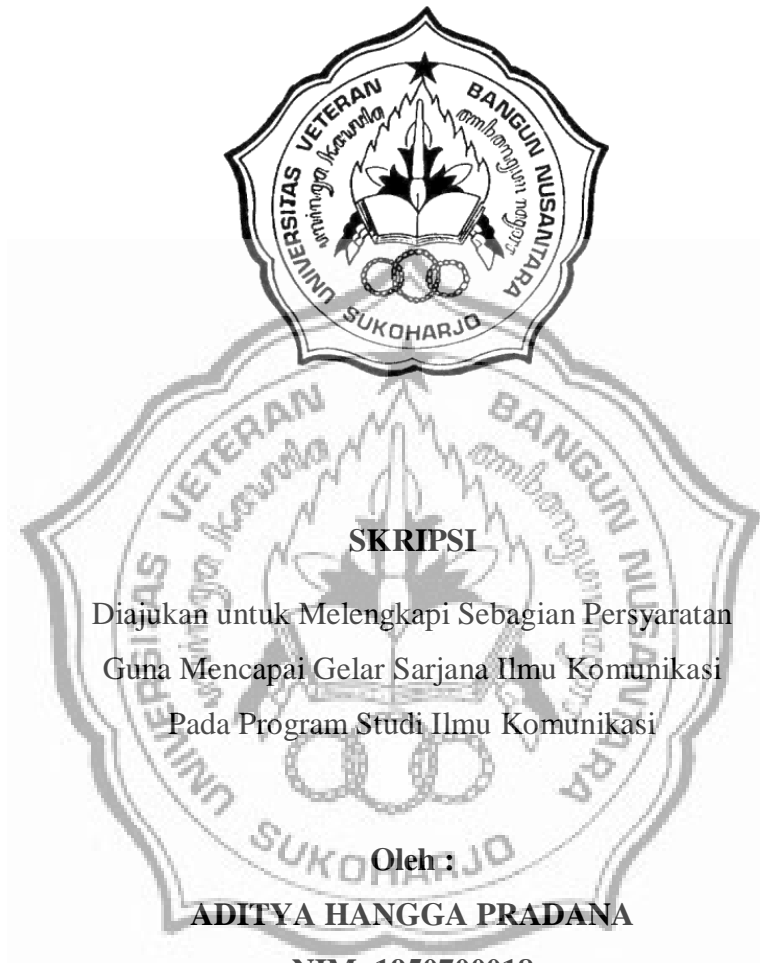 UNIVERSITAS VETERAN BANGUN NUSANTARA
SUKOHARJO
SKRIPSI
Diajukan untuk Melengkapi Sebagian Persyaratan
Guna Mencapai Gelar Sarjana Ilmu Komunikasi
Pada Program Studi Ilmu Komunikasi
Oleh :
ADITYA HANGGA PRADANA